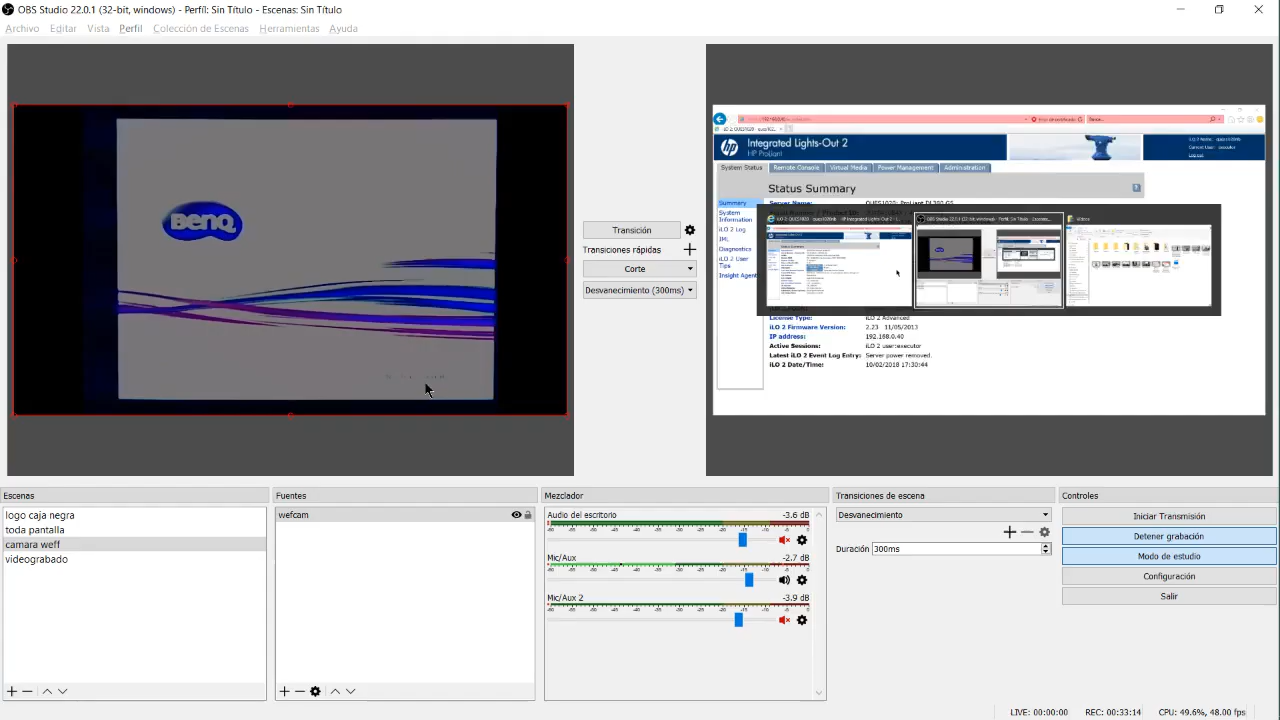 OBS Studio 22.0.1 (32-bit, windows) - Perfil: Sin Título - Escenas: Sin Título
Archivo Editar Vista Perfil Colección de Escenas Herramientas Ayuda
BenQ
Transición
Transiciones rápidas
Corte
Desvanecimiento (300ms)
Integrated Lights-Out 2
HP ProLiant
Current User: executor
Log out
System Status Remote Console Virtual Media Power Management Administration
Status Summary
Summary
System Information
iLO 2 Log
IML
Diagnostics
iLO 2 User Tips
Insight Agent
License Type: iLO 2 Advanced
iLO 2 Firmware Version: 2.23 11/05/2013
IP address: 192.168.0.40
Active Sessions: iLO 2 user:executor
Latest iLO 2 Event Log Entry: Server power removed.
iLO 2 Date/Time: 10/02/2018 17:30:44
Escenas
logo caja negra
toda pantalla
camara weff
videograbado
Fuentes
wefcam
Mezclador
Audio del escritorio -3.6 dB
Mic/Aux -2.7 dB
Mic/Aux 2 -3.9 dB
Transiciones de escena
Desvanecimiento
Duración 300ms
Controles
Iniciar Transmisión
Detener grabación
Modo de estudio
Configuración
Salir
LIVE: 00:00:00 REC: 00:33:14 CPU: 49.6%, 48.00 fps